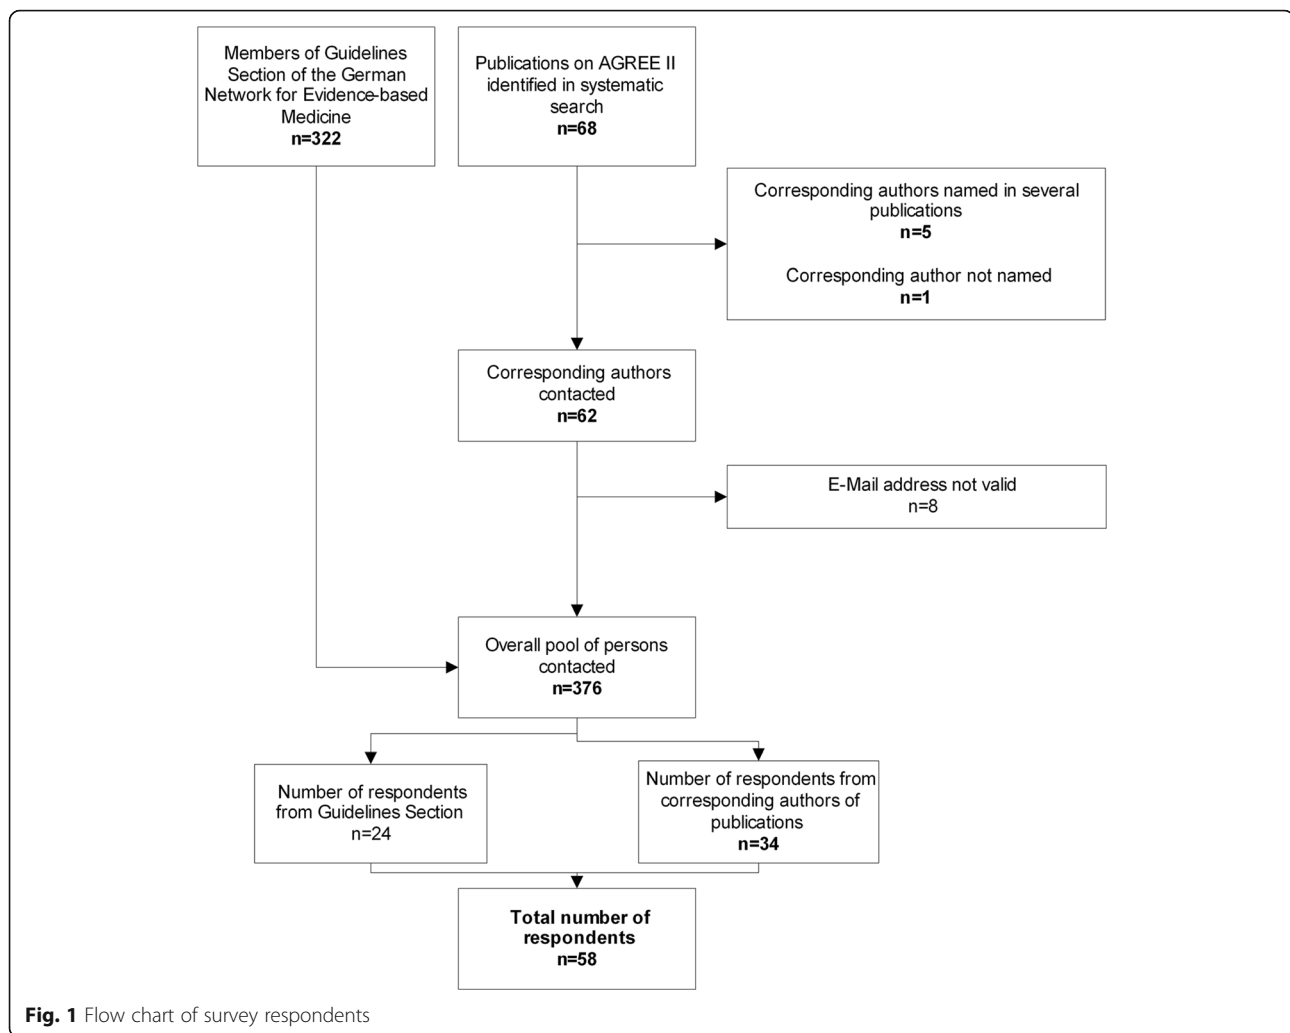 Members of Guidelines
Section of the German
Network for Evidence-based
Medicine
n=322
Publications on AGREE II
identified in systematic
search
n=68
Corresponding authors named in several
publications
n=5
Corresponding author not named
n=1
Corresponding authors
contacted
n=62
E-Mail address not valid
n=8
Overall pool of persons
contacted
n=376
Number of respondents
from Guidelines Section
n=24
Number of respondents from
corresponding authors of
publications
n=34
Total number of
respondents
n=58
Fig. 1 Flow chart of survey respondents